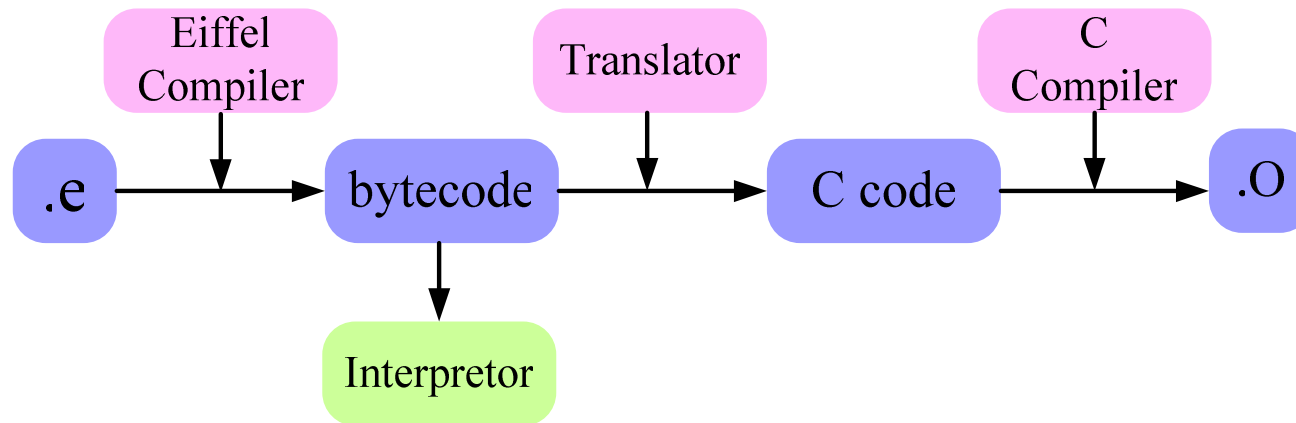 Eiffel
Compiler
Translator
C
Compiler
.e
bytecode
C code
.O
Interpretor